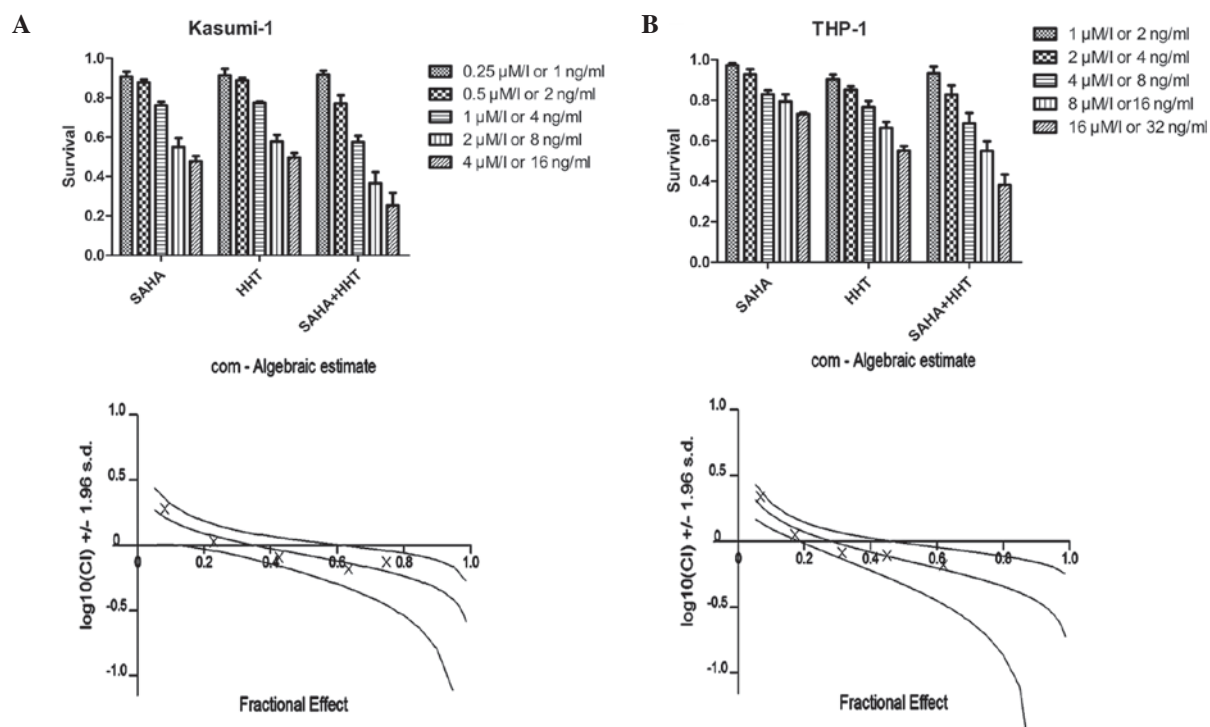 A
Kasumi-1
Survival
1.0
0.8
0.6
0.4
0.2
0.0
SAHA
HHT
SAHA+HHT
0.25 µM/l or 1 ng/ml
0.5 µM/l or 2 ng/ml
1 µM/l or 4 ng/ml
2 µM/l or 8 ng/ml
4 µM/l or 16 ng/ml
com - Algebraic estimate
log10(CI) +/- 1.96 s.d.
1.0
0.5
0
-0.5
-1.0
0.2
0.4
0.6
0.8
1.0
Fractional Effect
B
THP-1
Survival
1.0
0.8
0.6
0.4
0.2
0.0
SAHA
HHT
SAHA+HHT
1 µM/l or 2 ng/ml
2 µM/l or 4 ng/ml
4 µM/l or 8 ng/ml
8 µM/l or16 ng/ml
16 µM/l or 32 ng/ml
com - Algebraic estimate
log10(CI) +/- 1.96 s.d.
1.0
0.5
0
-0.5
-1.0
0
0.2
0.4
0.6
0.8
1.0
Fractional Effect